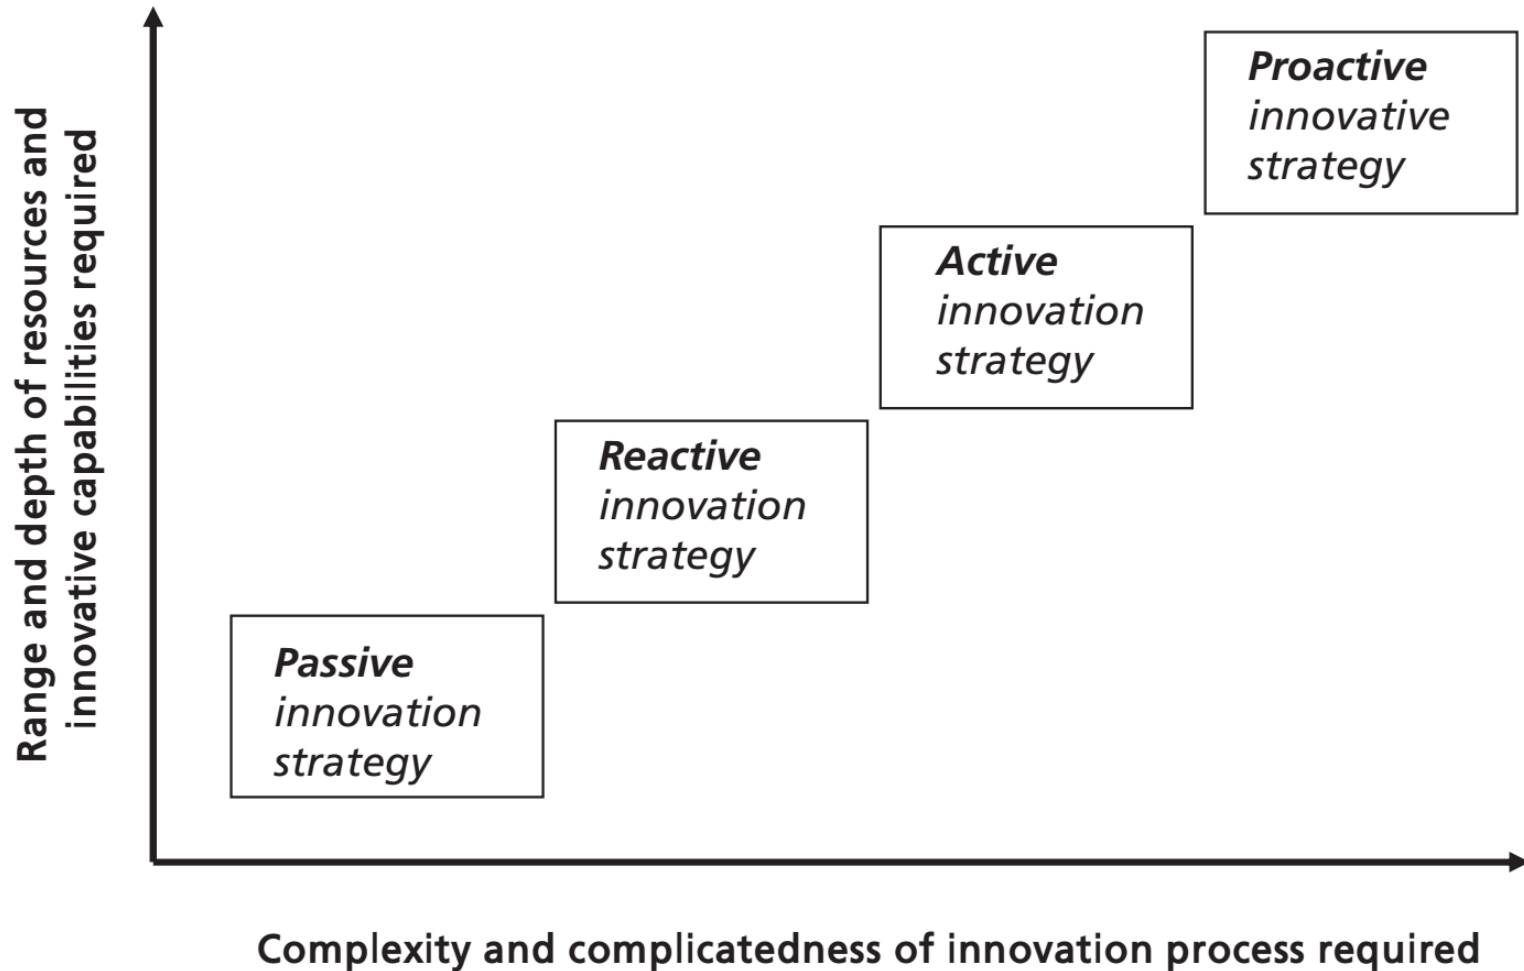 Range and depth of resources and
innovative capabilities required
Proactive
innovative
strategy
Active
innovation
strategy
Reactive
innovation
strategy
Passive
innovation
strategy
Complexity and complicatedness of innovation process required